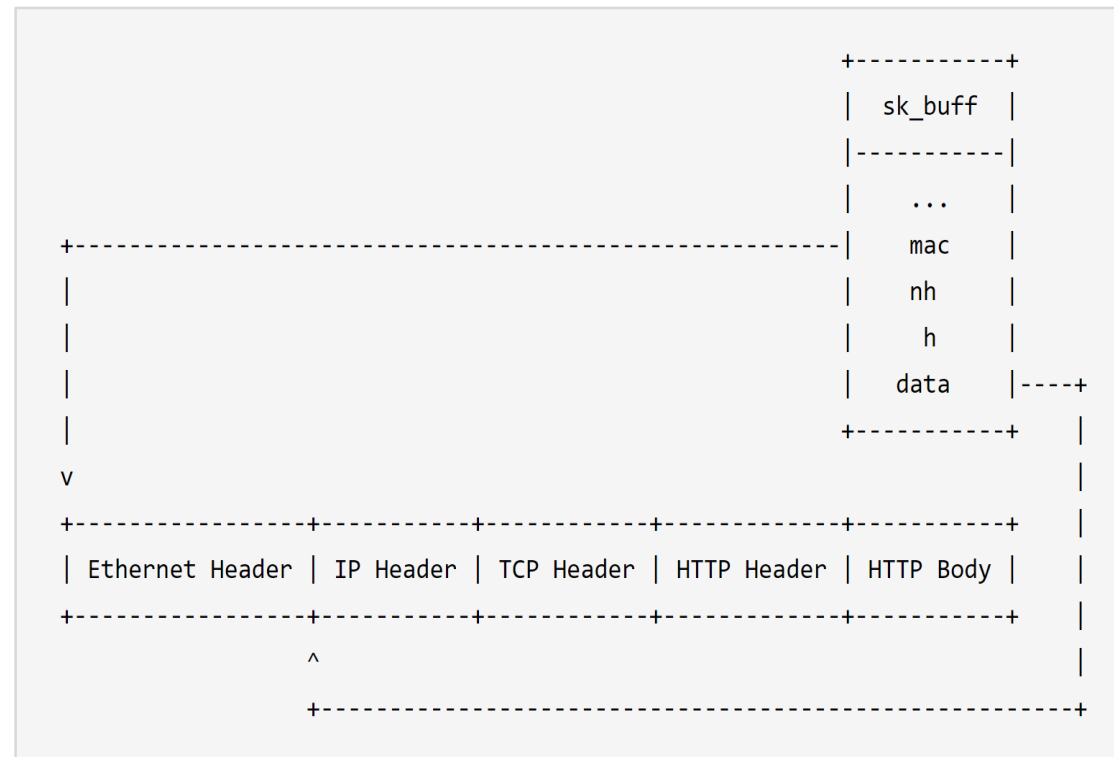 +-----------+
                                                         |  sk_buff  |
                                                         |-----------|
                                                         |    ...    |
+--------------------------------------------------------|    mac    |
|                                                        |    nh     |
|                                                        |     h     |
|                                                        |   data    |----+
|                                                        +-----------+    |
v                                                                         |
+-----------------+-----------+------------+-------------+-----------+    |
| Ethernet Header | IP Header | TCP Header | HTTP Header | HTTP Body |    |
+-----------------+-----------+------------+-------------+-----------+    |
                  ^                                                       |
                  +-------------------------------------------------------+